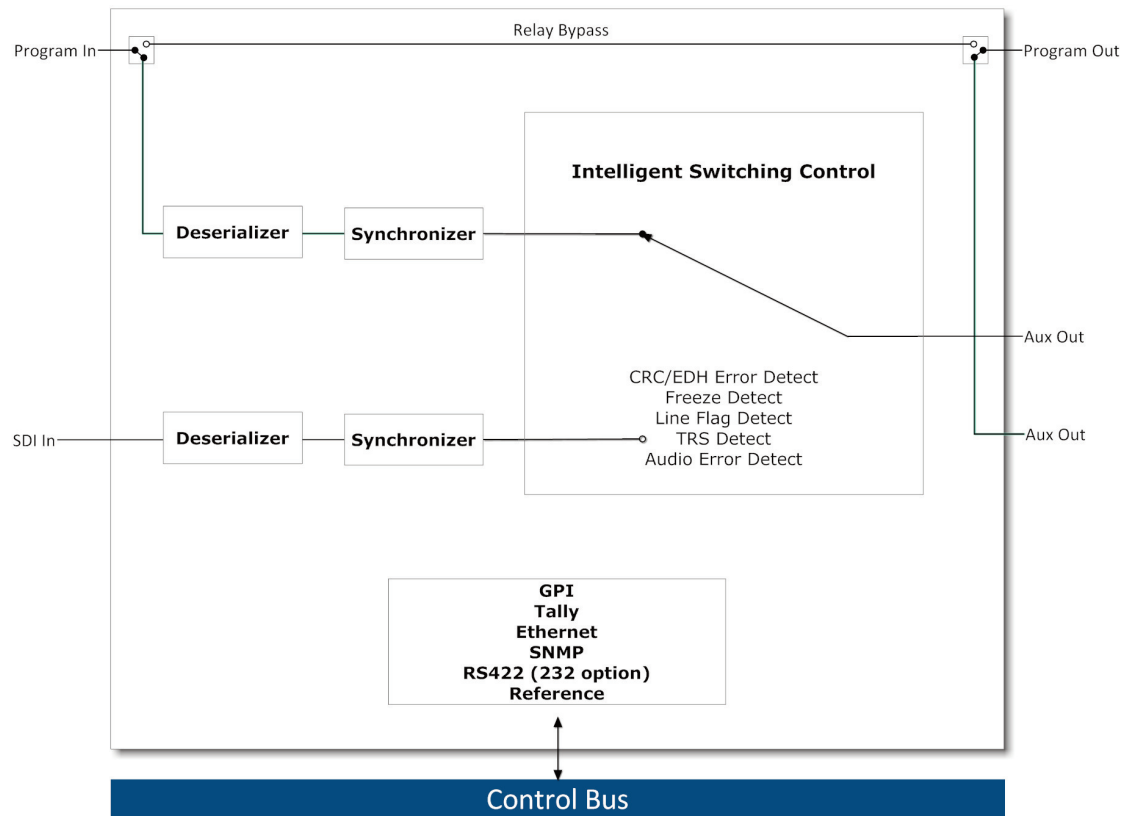 Relay Bypass
Program In
Program Out
Intelligent Switching Control
Deserializer
Synchronizer
Aux Out
CRC/EDH Error Detect
Freeze Detect
Line Flag Detect
TRS Detect
Audio Error Detect
SDI In
Deserializer
Synchronizer
Aux Out
GPI
Tally
Ethernet
SNMP
RS422 (232 option)
Reference
Control Bus